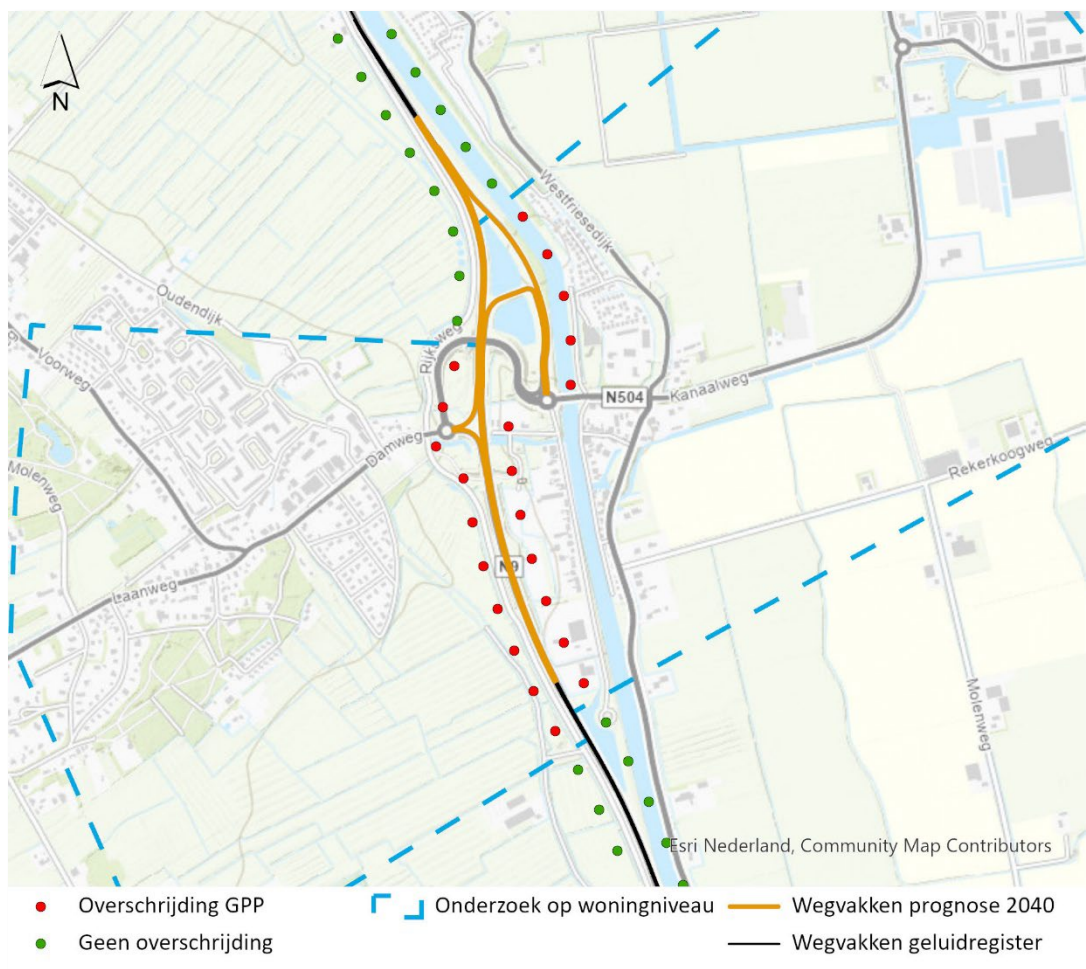 N
Westfriesedijk
Oudendijk
Voorweg
Rijksweg
N504
Kanaalweg
Damweg
Molenweg
Rekerkoogweg
Laanweg
N9
Molenweg
Esri Nederland, Community Map Contributors
Overschrijding GPP
Onderzoek op woningniveau
Wegvakken prognose 2040
Geen overschrijding
Wegvakken geluidregister